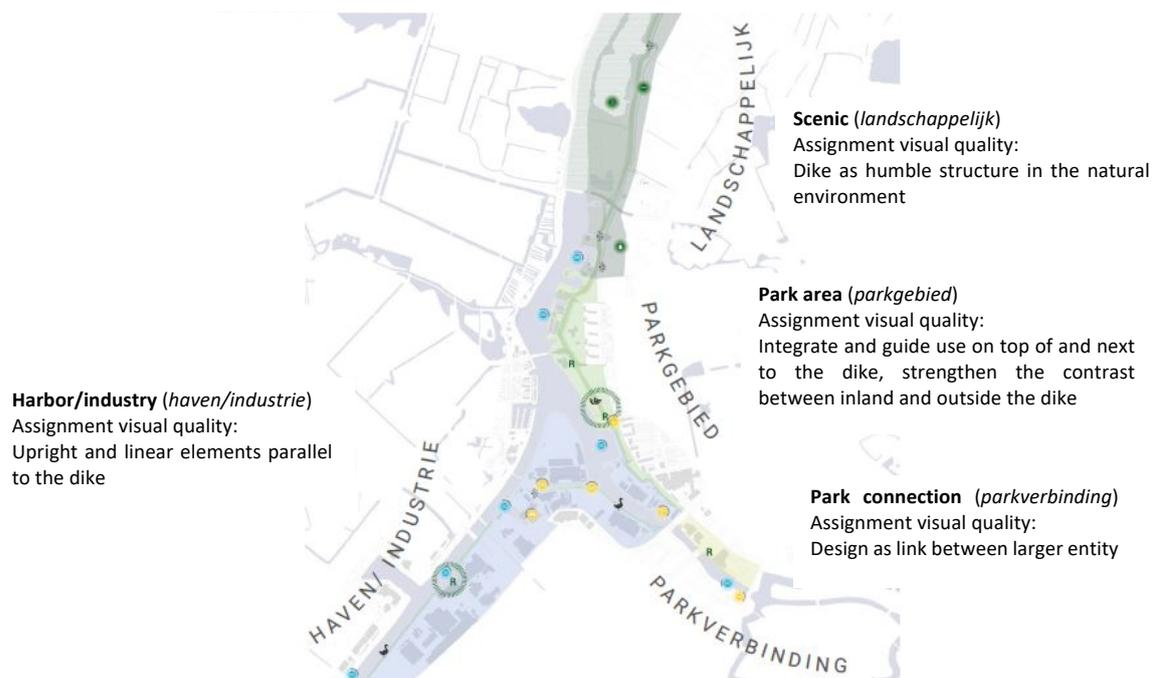 LANDSCHAPPELIJK
Scenic (landschappelijk)
Assignment visual quality:
Dike as humble structure in the natural
environment
PARKGEBIED
Park area (parkgebied)
Assignment visual quality:
Integrate and guide use on top of and next
to the dike, strengthen the contrast
between inland and outside the dike
R
R
Harbor/industry (haven/industrie)
Assignment visual quality:
Upright and linear elements parallel
to the dike
HAVEN/ INDUSTRIE
R
Park connection (parkverbinding)
Assignment visual quality:
Design as link between larger entity
R
PARKVERBINDING